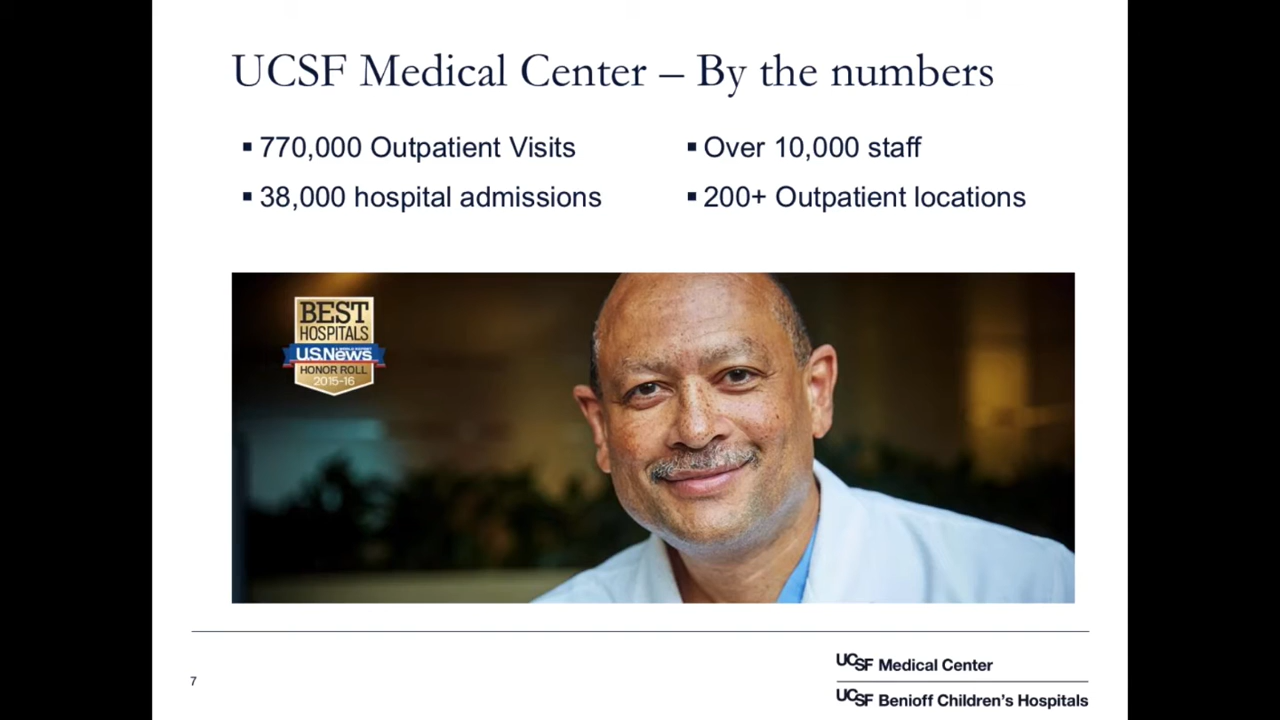 UCSF Medical Center – By the numbers
▪ 770,000 Outpatient Visits
▪ 38,000 hospital admissions
▪ Over 10,000 staff
▪ 200+ Outpatient locations
BEST
HOSPITALS
U.S.News
HONOR ROLL
2015-16
7
UCSF Medical Center
UCSF Benioff Children's Hospitals